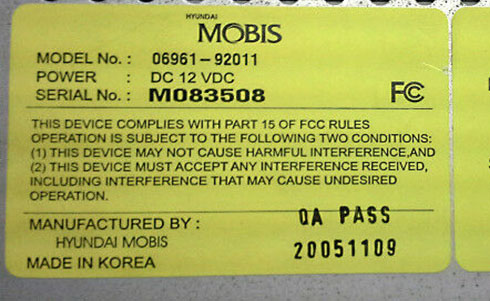 HYUNDAI
MOBIS
MODEL No. : 06961-92011
POWER : DC 12 VDC
SERIAL No. : M083508
FCC
THIS DEVICE COMPLIES WITH PART 15 OF FCC RULES
OPERATION IS SUBJECT TO THE FOLLOWING TWO CONDITIONS:
(1) THIS DEVICE MAY NOT CAUSE HARMFUL INTERFERENCE,AND
(2) THIS DEVICE MUST ACCEPT ANY INTERFERENCE RECEIVED,
INCLUDING INTERFERENCE THAT MAY CAUSE UNDESIRED
OPERATION.
MANUFACTURED BY : QA PASS
HYUNDAI MOBIS 20051109
MADE IN KOREA